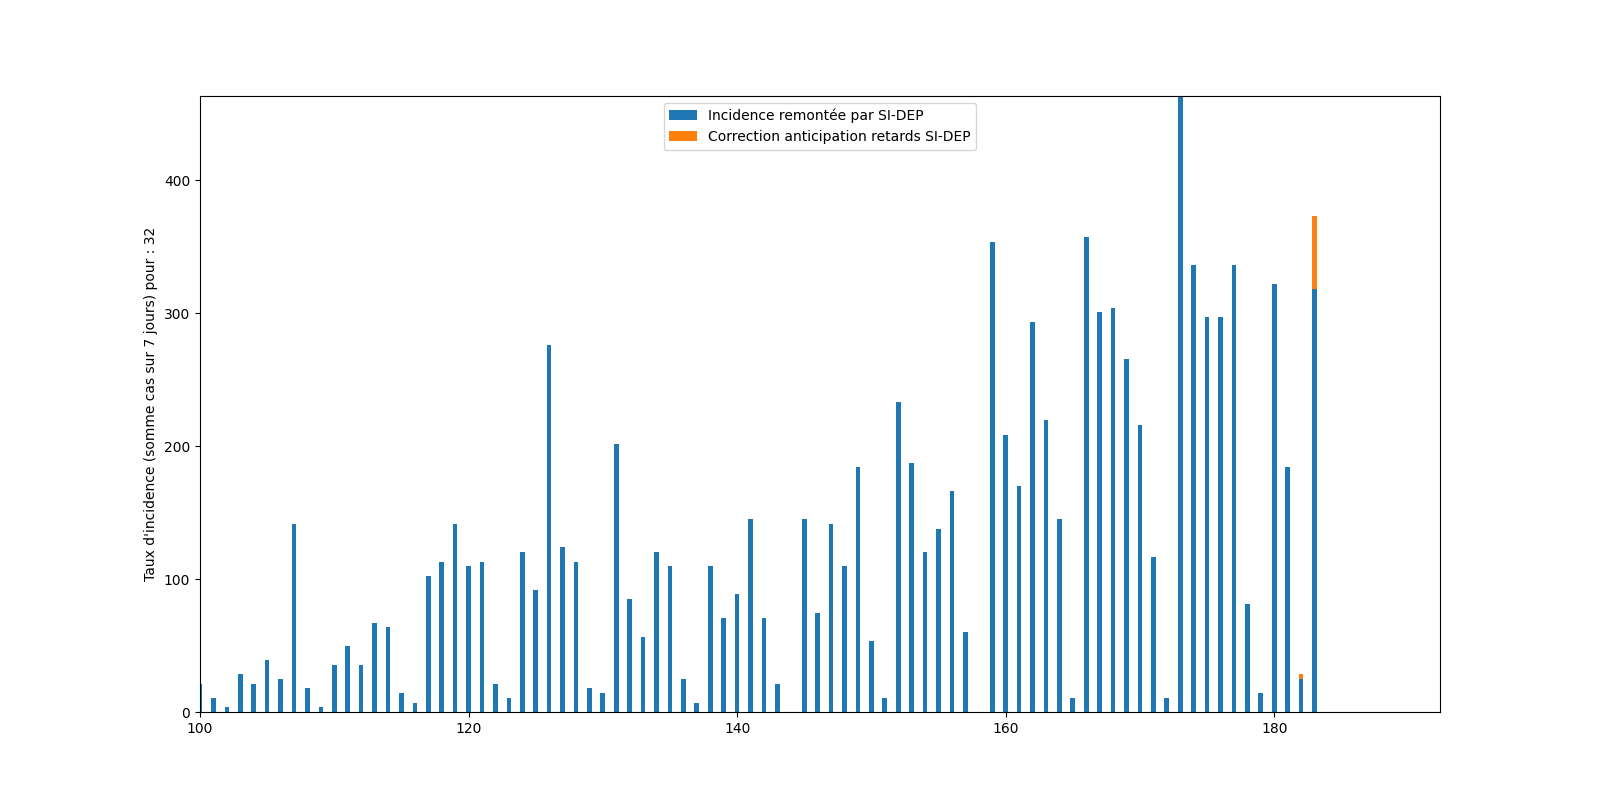 Incidence remontée par SI-DEP
Correction anticipation retards SI-DEP
Taux d'incidence (somme cas sur 7 jours) pour : 32
400
300
200
100
0
100 120 140 160 180